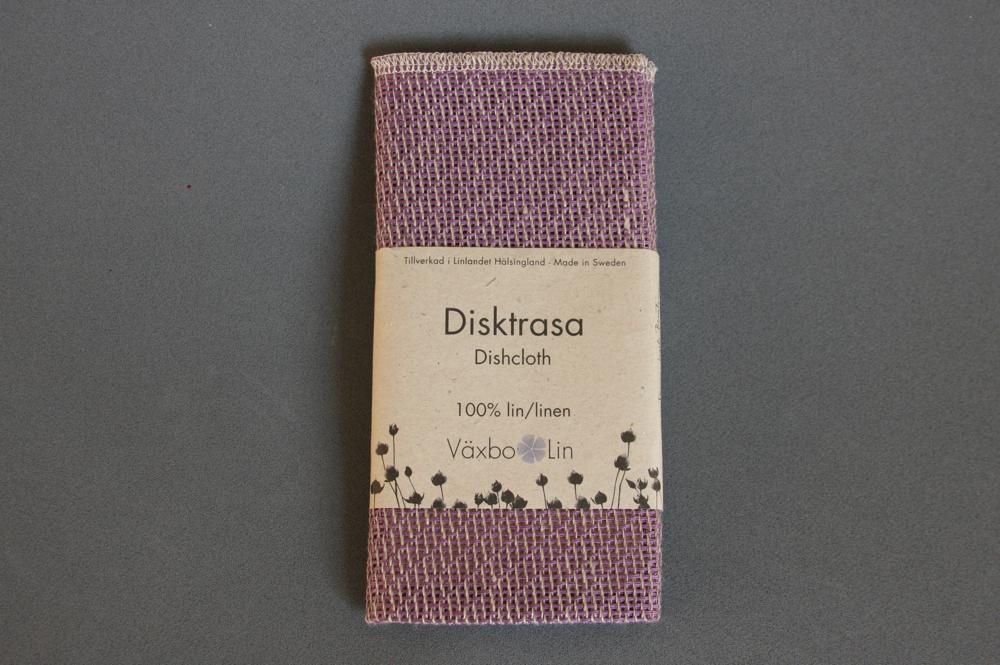 Tillverkad i Linlandet Hälsingland - Made in Sweden
Disktrasa
Dishcloth
100% lin/linen
Växbo Lin